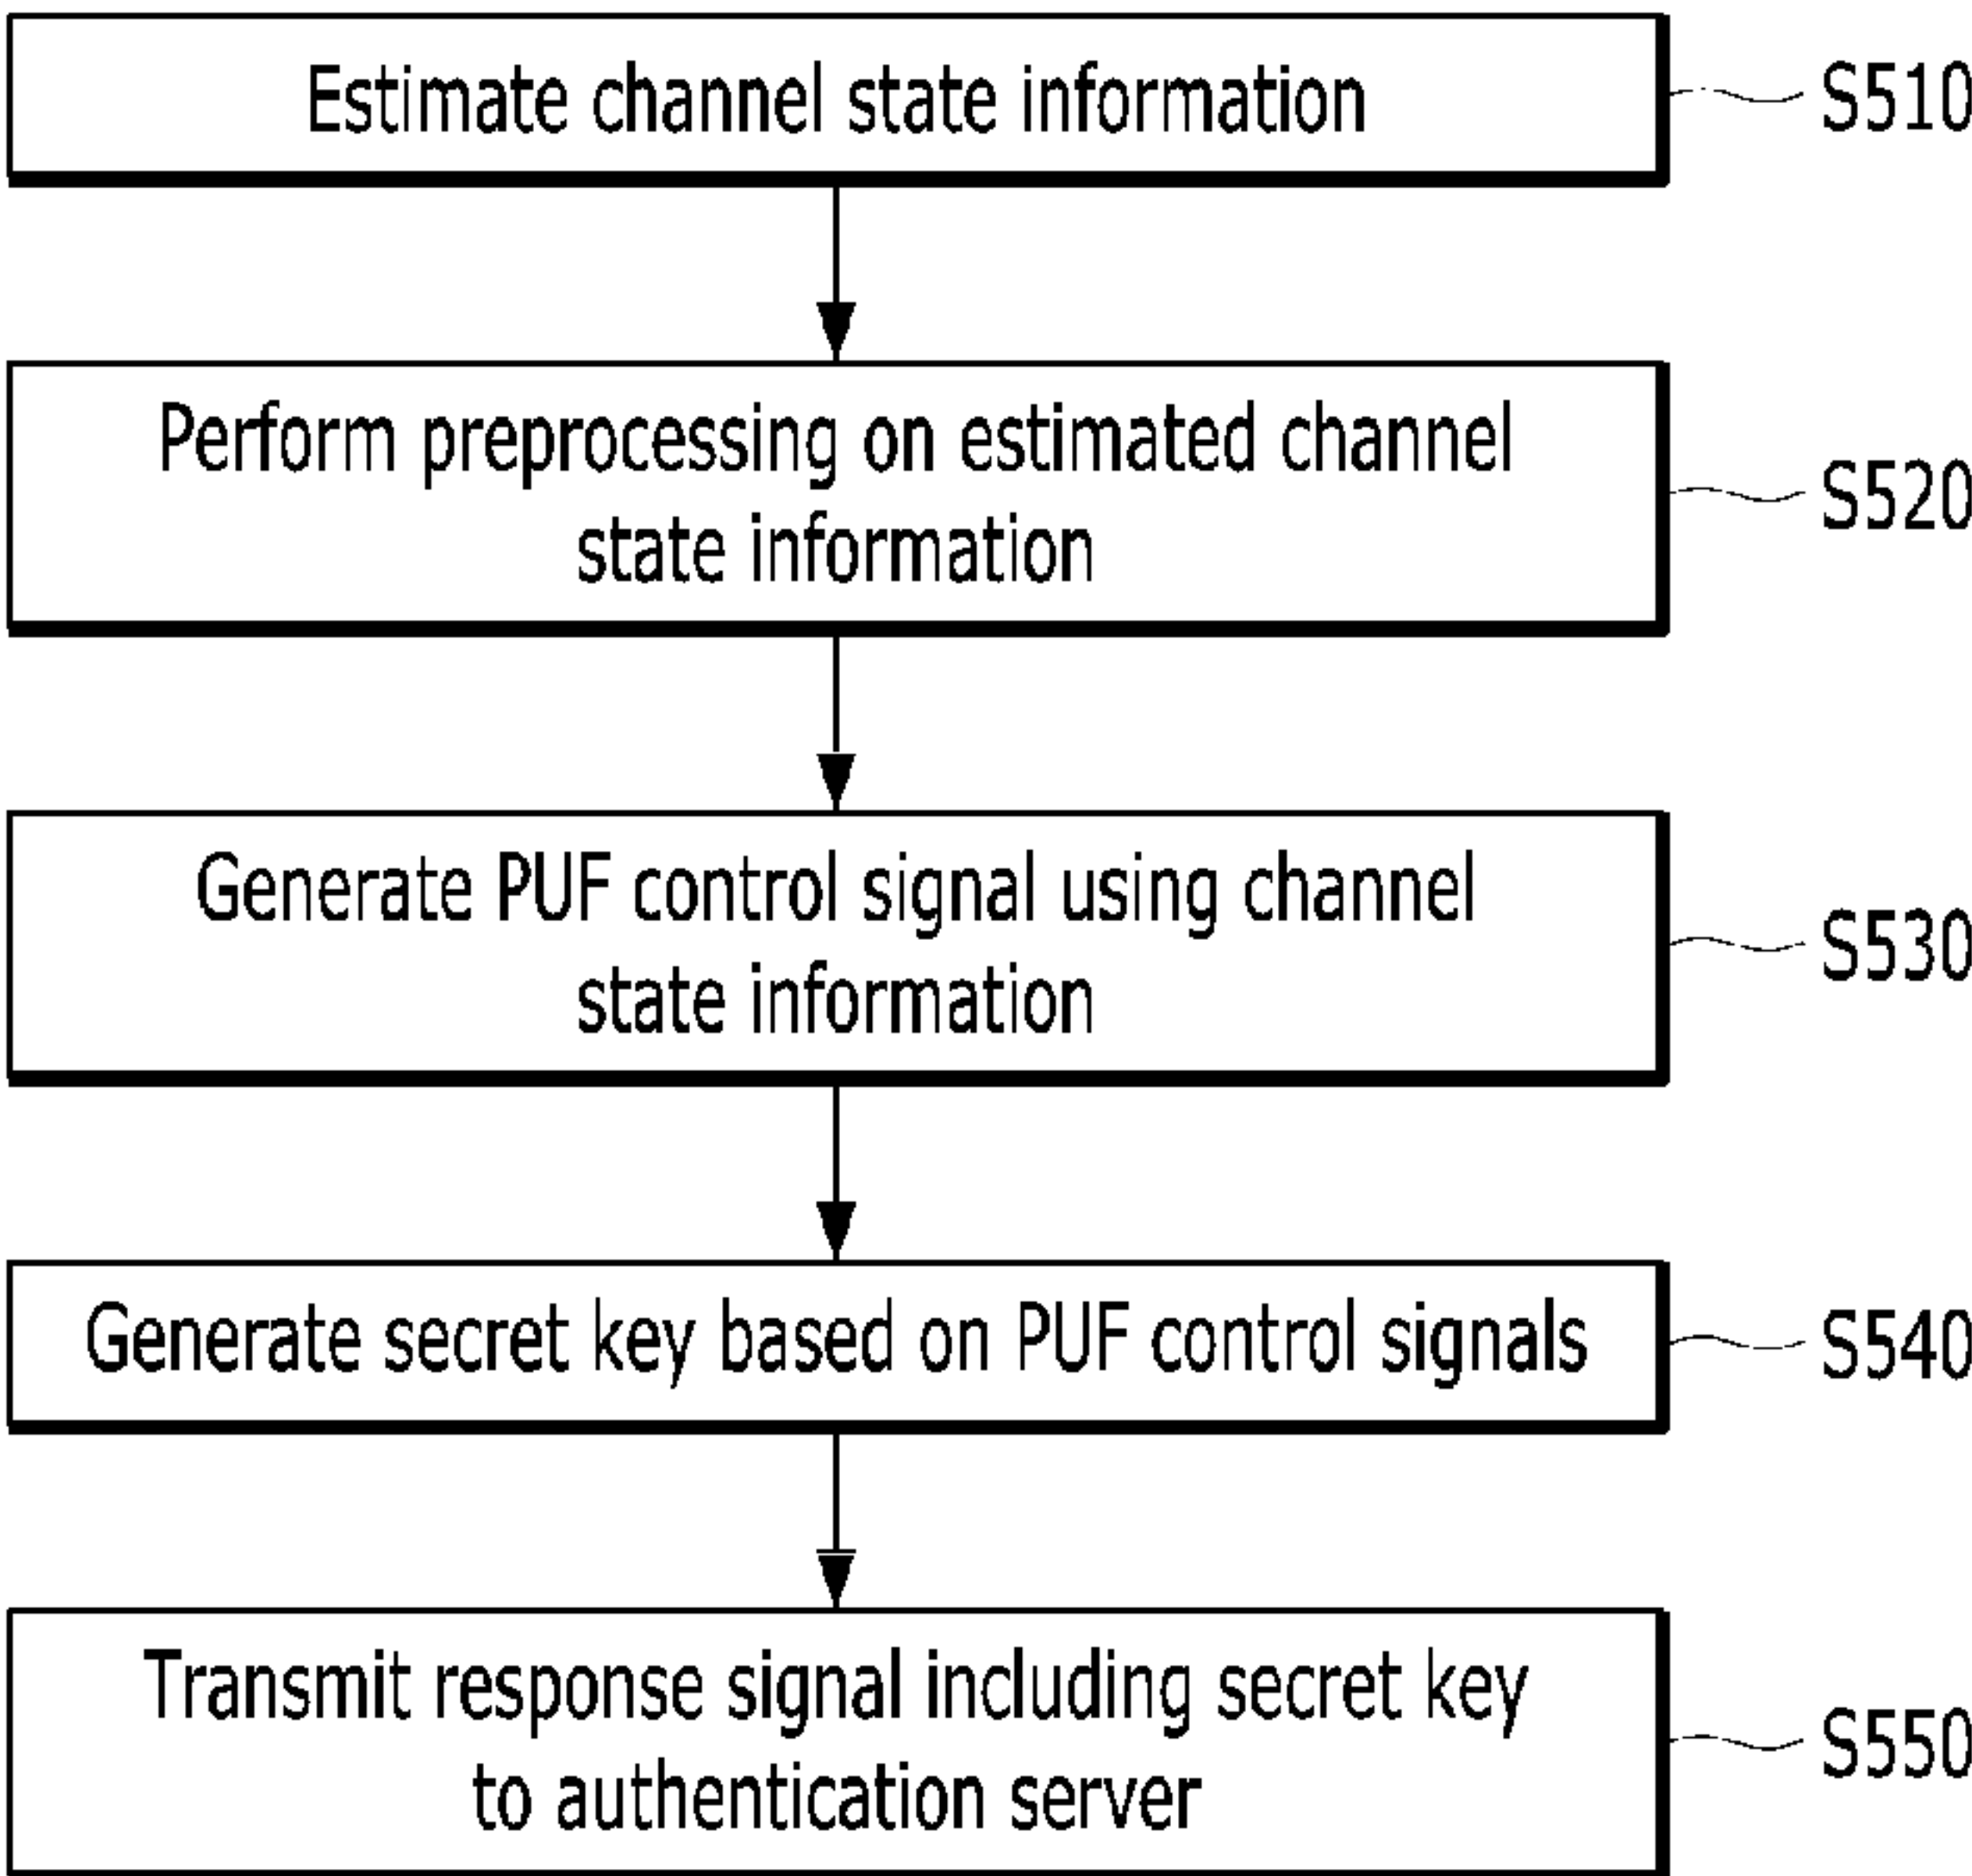 Estimate channel state information
S510
Perform preprocessing on estimated channel
state information
S520
Generate PUF control signal using channel
state information
S530
Generate secret key based on PUF control signals
S540
Transmit response signal including secret key
to authentication server
S550